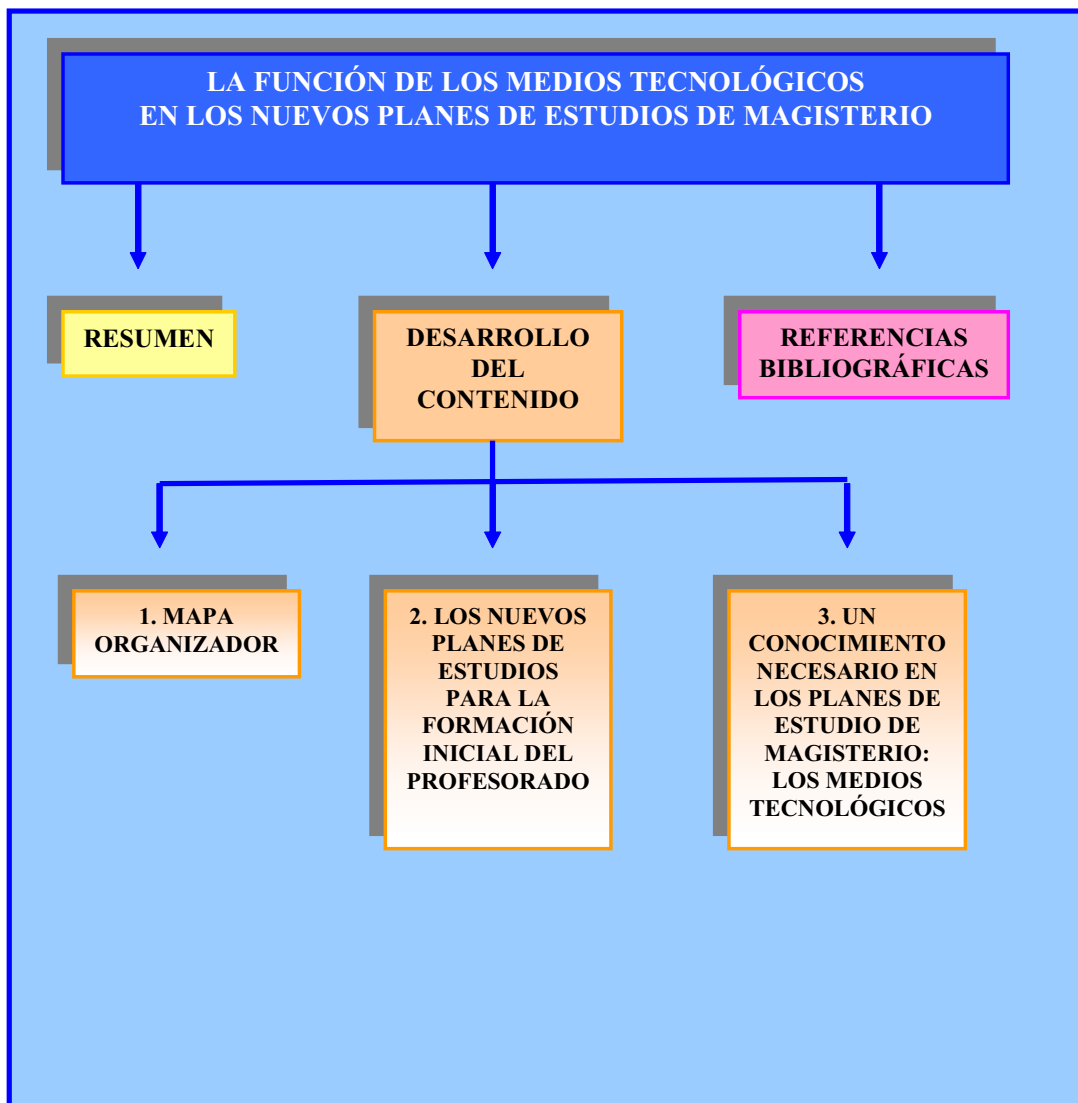 LA FUNCIÓN DE LOS MEDIOS TECNOLÓGICOS
EN LOS NUEVOS PLANES DE ESTUDIOS DE MAGISTERIO
RESUMEN
DESARROLLO
DEL
CONTENIDO
REFERENCIAS
BIBLIOGRÁFICAS
1. MAPA
ORGANIZADOR
2. LOS NUEVOS
PLANES DE
ESTUDIOS
PARA LA
FORMACIÓN
INICIAL DEL
PROFESORADO
3. UN
CONOCIMIENTO
NECESARIO EN
LOS PLANES DE
ESTUDIO DE
MAGISTERIO:
LOS MEDIOS
TECNOLÓGICOS